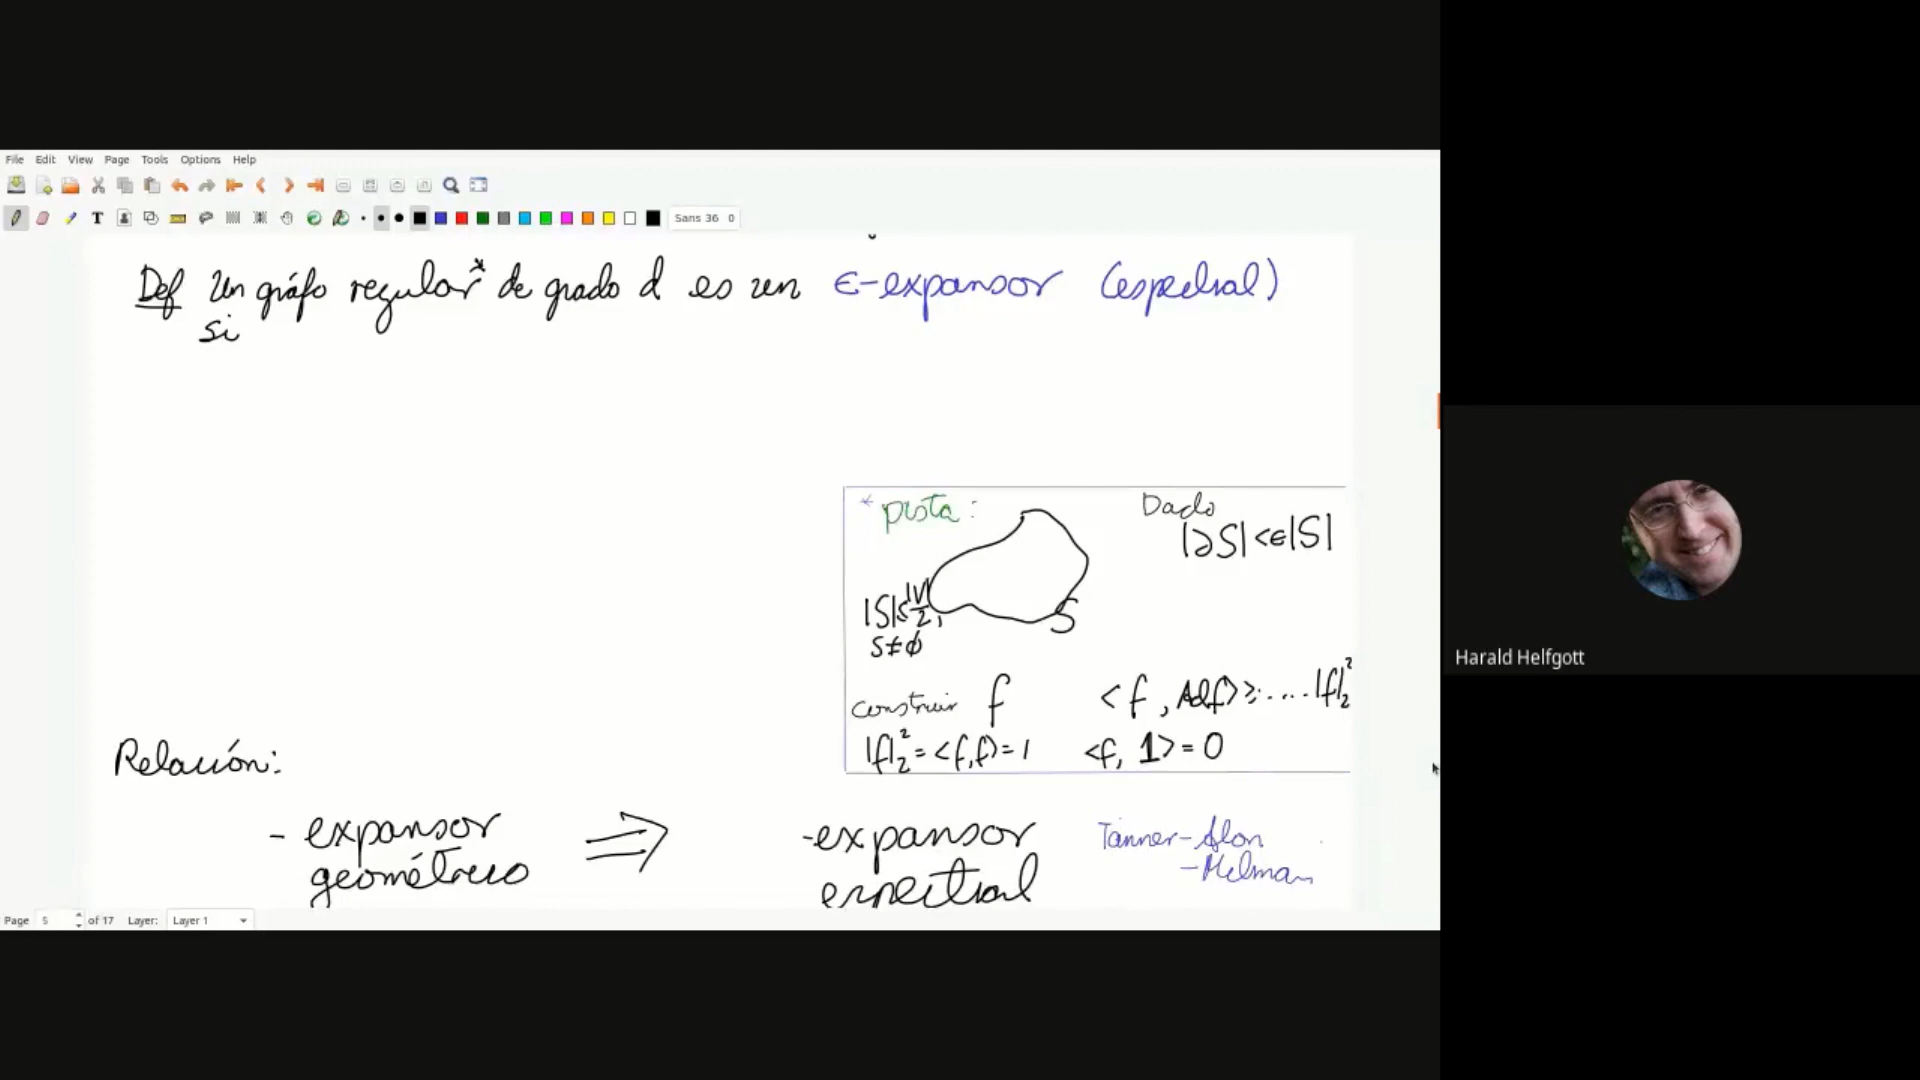 File Edit View Page Tools Options Help
Sans 36 0
Def Un gráfo regular* de grado d es un ϵ-expansor (espectral)
si
* pista:
Dado
|∂S|<ϵ|S|
|S|≤|V|/2,
S≠∅
S
construir f <f, Adf>≥....|f|₂²
|f|₂²=<f,f>=1 <f, 1>=0
Relación:
- expansor ⇒ -expansor Tanner-Alon
geométrico espectral -Milman
Page 5 of 17 Layer: Layer 1
Harald Helfgott